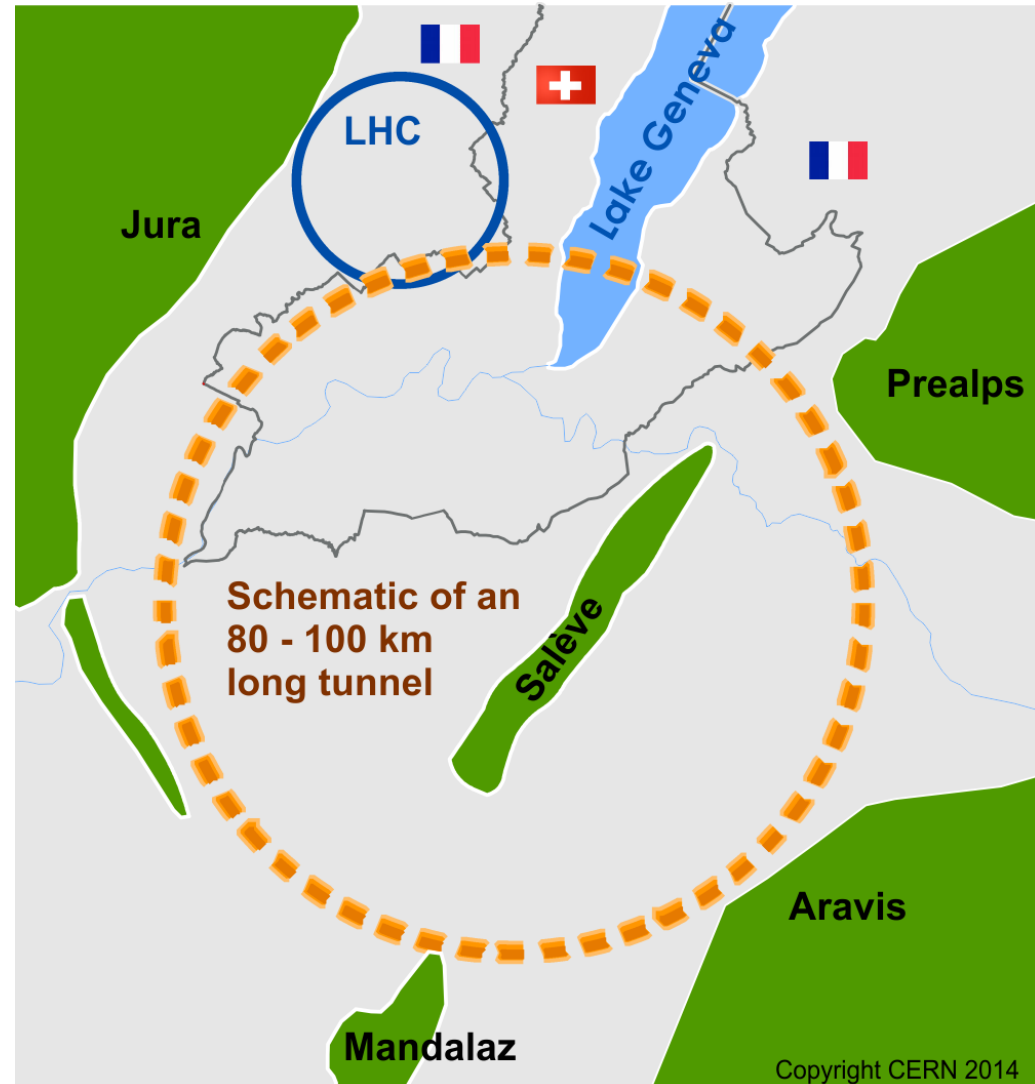 LHC
Lake Geneva
Jura
Prealps
Schematic of an
80 - 100 km
long tunnel
Salève
Aravis
Mandalaz
Copyright CERN 2014